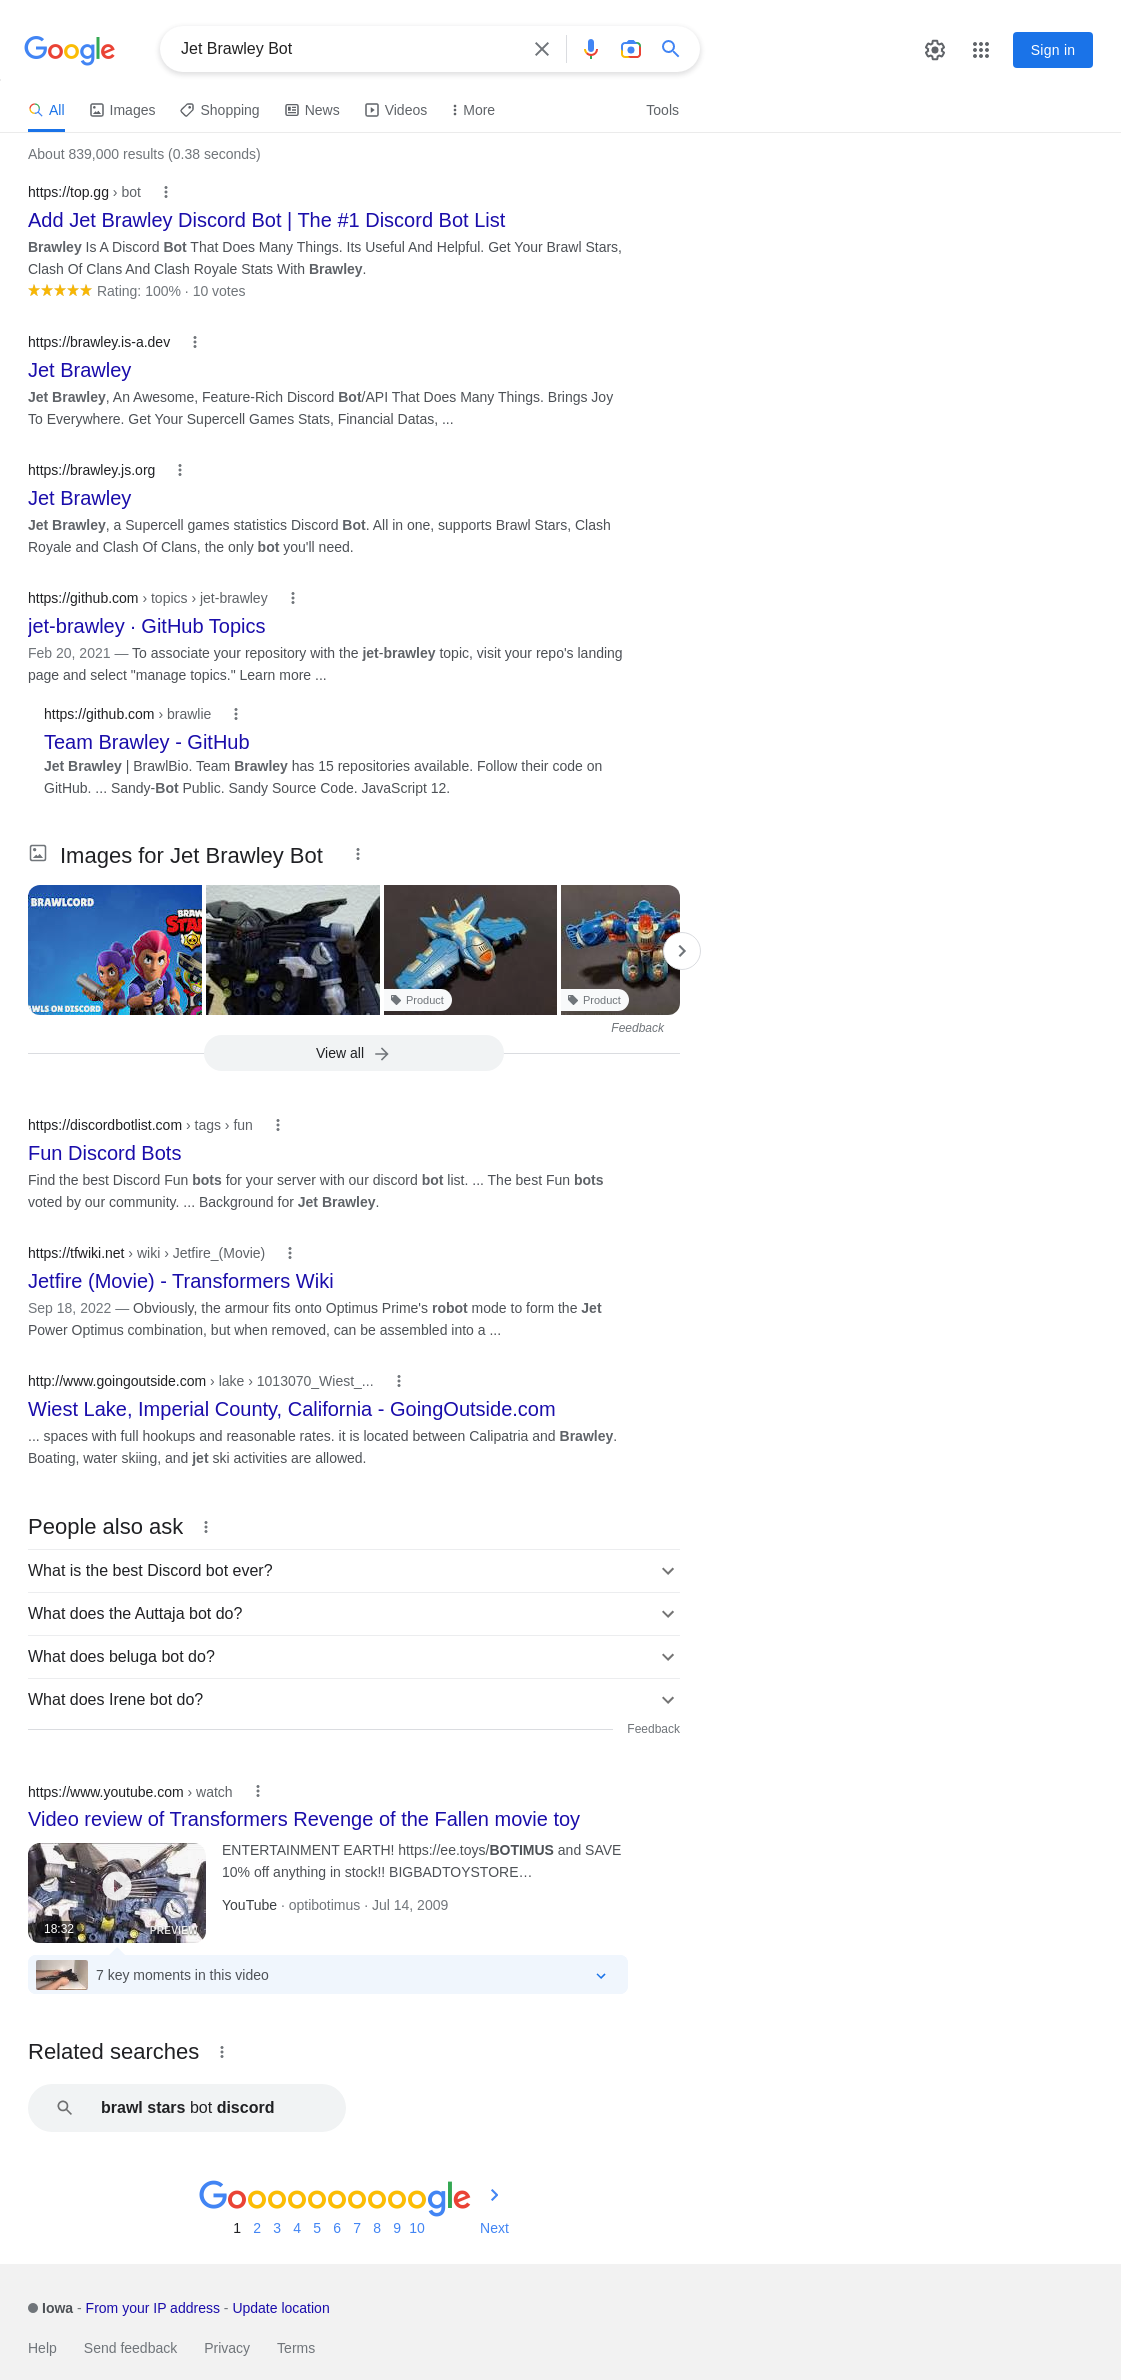 Google
Jet Brawley Bot
Sign in
All
Images
Shopping
News
Videos
More
Tools
About 839,000 results (0.38 seconds)
https://top.gg › bot
Add Jet Brawley Discord Bot | The #1 Discord Bot List
Brawley Is A Discord Bot That Does Many Things. Its Useful And Helpful. Get Your Brawl Stars,
Clash Of Clans And Clash Royale Stats With Brawley.
Rating: 100% · 10 votes
https://brawley.is-a.dev
Jet Brawley
Jet Brawley, An Awesome, Feature-Rich Discord Bot/API That Does Many Things. Brings Joy
To Everywhere. Get Your Supercell Games Stats, Financial Datas, ...
https://brawley.js.org
Jet Brawley
Jet Brawley, a Supercell games statistics Discord Bot. All in one, supports Brawl Stars, Clash
Royale and Clash Of Clans, the only bot you'll need.
https://github.com › topics › jet-brawley
jet-brawley · GitHub Topics
Feb 20, 2021 — To associate your repository with the jet-brawley topic, visit your repo's landing
page and select "manage topics." Learn more ...
https://github.com › brawlie
Team Brawley - GitHub
Jet Brawley | BrawlBio. Team Brawley has 15 repositories available. Follow their code on
GitHub. ... Sandy-Bot Public. Sandy Source Code. JavaScript 12.
Images for Jet Brawley Bot
BRAWLCORD
BRAW
STA
AWLS ON DISCORD
Product
Product
Feedback
View all
https://discordbotlist.com › tags › fun
Fun Discord Bots
Find the best Discord Fun bots for your server with our discord bot list. ... The best Fun bots
voted by our community. ... Background for Jet Brawley.
https://tfwiki.net › wiki › Jetfire_(Movie)
Jetfire (Movie) - Transformers Wiki
Sep 18, 2022 — Obviously, the armour fits onto Optimus Prime's robot mode to form the Jet
Power Optimus combination, but when removed, can be assembled into a ...
http://www.goingoutside.com › lake › 1013070_Wiest_...
Wiest Lake, Imperial County, California - GoingOutside.com
... spaces with full hookups and reasonable rates. it is located between Calipatria and Brawley.
Boating, water skiing, and jet ski activities are allowed.
People also ask
What is the best Discord bot ever?
What does the Auttaja bot do?
What does beluga bot do?
What does Irene bot do?
Feedback
https://www.youtube.com › watch
Video review of Transformers Revenge of the Fallen movie toy
ENTERTAINMENT EARTH! https://ee.toys/BOTIMUS and SAVE
10% off anything in stock!! BIGBADTOYSTORE…
YouTube · optibotimus · Jul 14, 2009
18:32
PREVIEW
7 key moments in this video
Related searches
brawl stars bot discord
Goooooooooogle
1 2 3 4 5 6 7 8 9 10 Next
Iowa - From your IP address - Update location
Help
Send feedback
Privacy
Terms